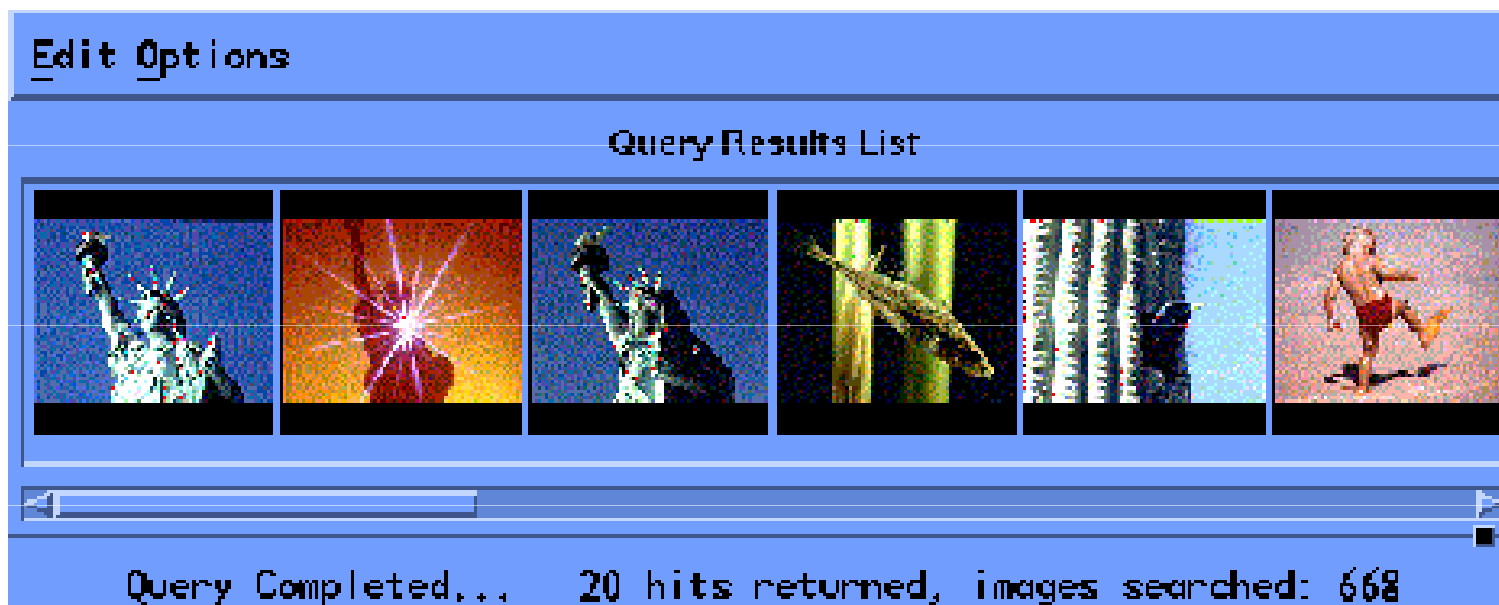 Edit Options
Query Results List
Query Completed... 20 hits returned, images searched: 668